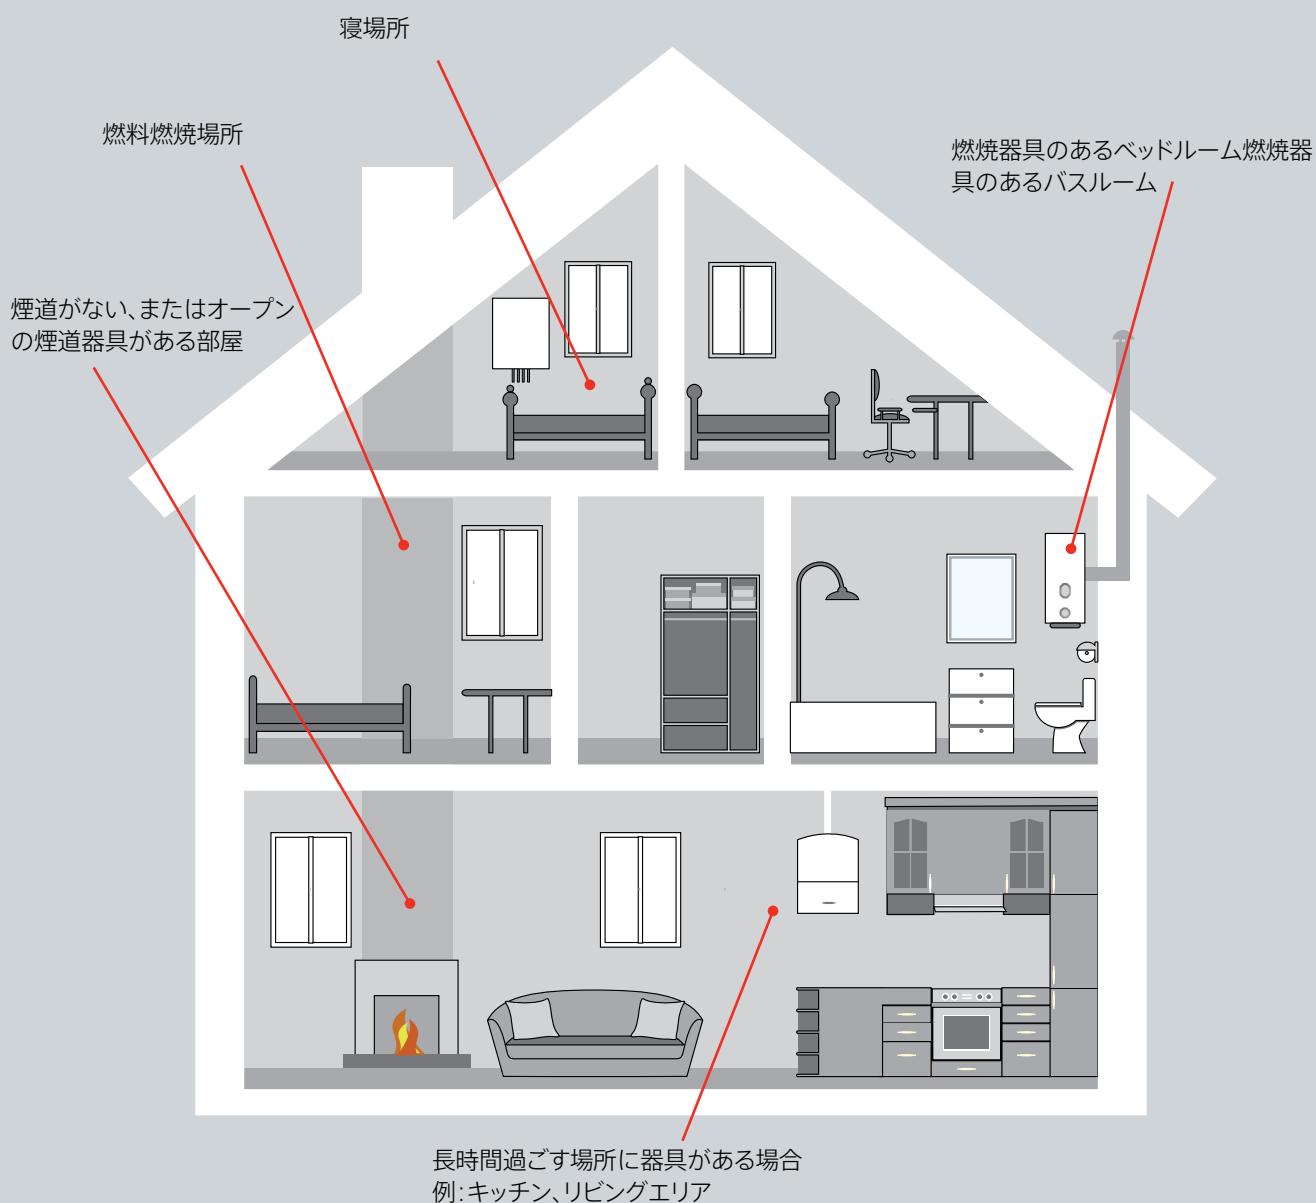 寝場所
燃料燃焼場所
燃焼器具のあるベッドルーム燃焼器
具のあるバスルーム
煙道がない、またはオープン
の煙道器具がある部屋
長時間過ごす場所に器具がある場合
例：キッチン、リビングエリア